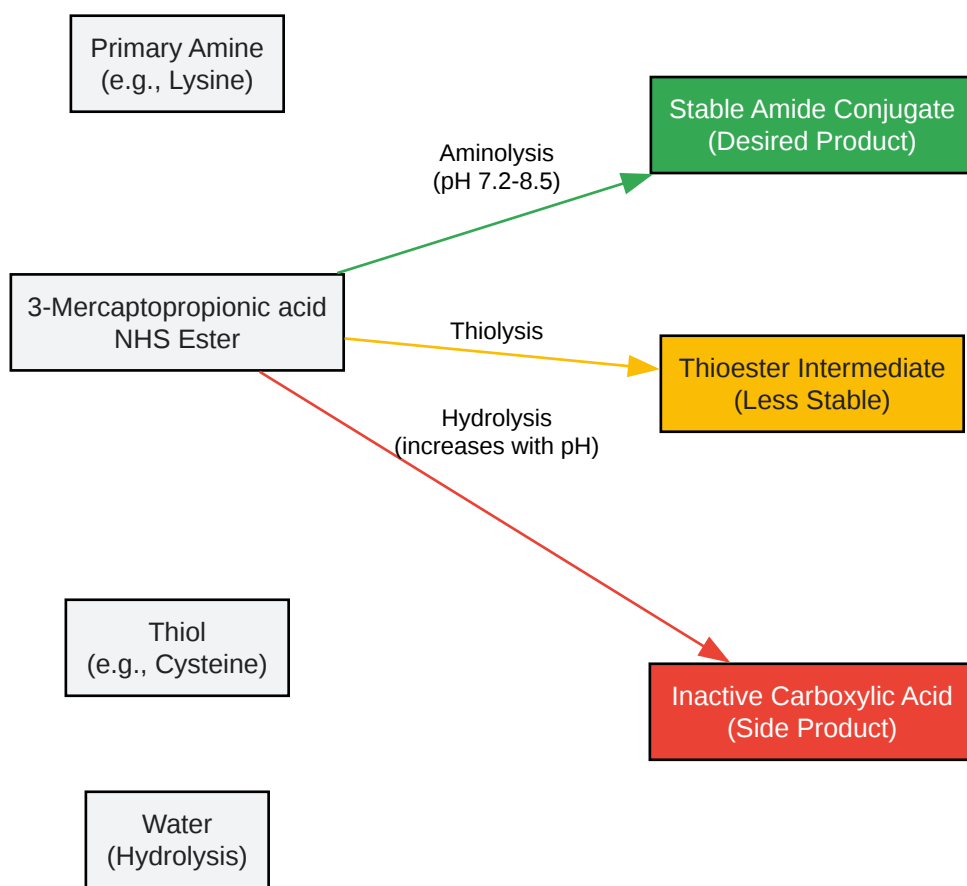 Primary Amine
(e.g., Lysine)
Stable Amide Conjugate
(Desired Product)
Aminolysis
(pH 7.2-8.5)
3-Mercaptopropionic acid
NHS Ester
Thiolysis
Thioester Intermediate
(Less Stable)
Hydrolysis
(increases with pH)
Thiol
(e.g., Cysteine)
Inactive Carboxylic Acid
(Side Product)
Water
(Hydrolysis)